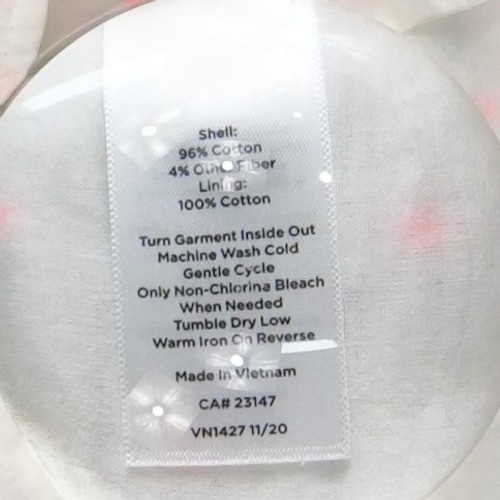 Shell:
96% Cotton
4% Other Fiber
Lining:
100% Cotton
Turn Garment Inside Out
Machine Wash Cold
Gentle Cycle
Only Non-Chlorine Bleach
When Needed
Tumble Dry Low
Warm Iron On Reverse
Made In Vietnam
CA# 23147
VN1427 11/20